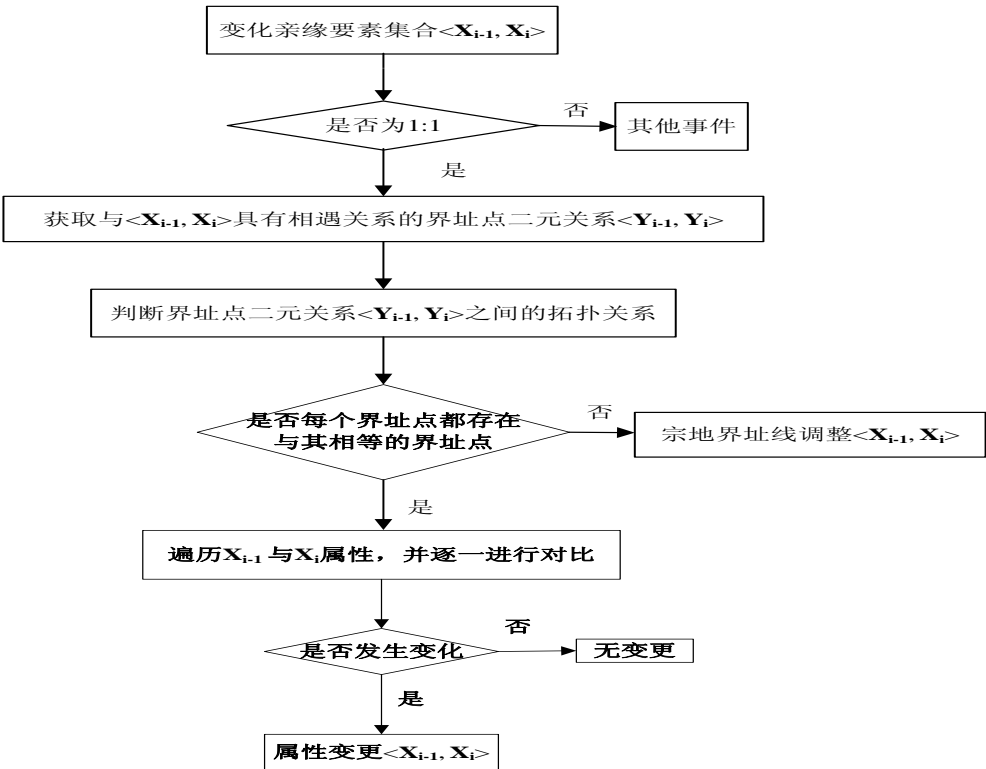 变化亲缘要素集合<Xi-1, Xi>
是否为1:1
否
其他事件
是
获取与<Xi-1, Xi>具有相遇关系的界址点二元关系<Yi-1, Yi>
判断界址点二元关系<Yi-1, Yi>之间的拓扑关系
是否每个界址点都存在
与其相等的界址点
否
宗地界址线调整<Xi-1, Xi>
是
遍历Xi-1 与Xi属性，并逐一进行对比
是否发生变化
否
无变更
是
属性变更<Xi-1, Xi>